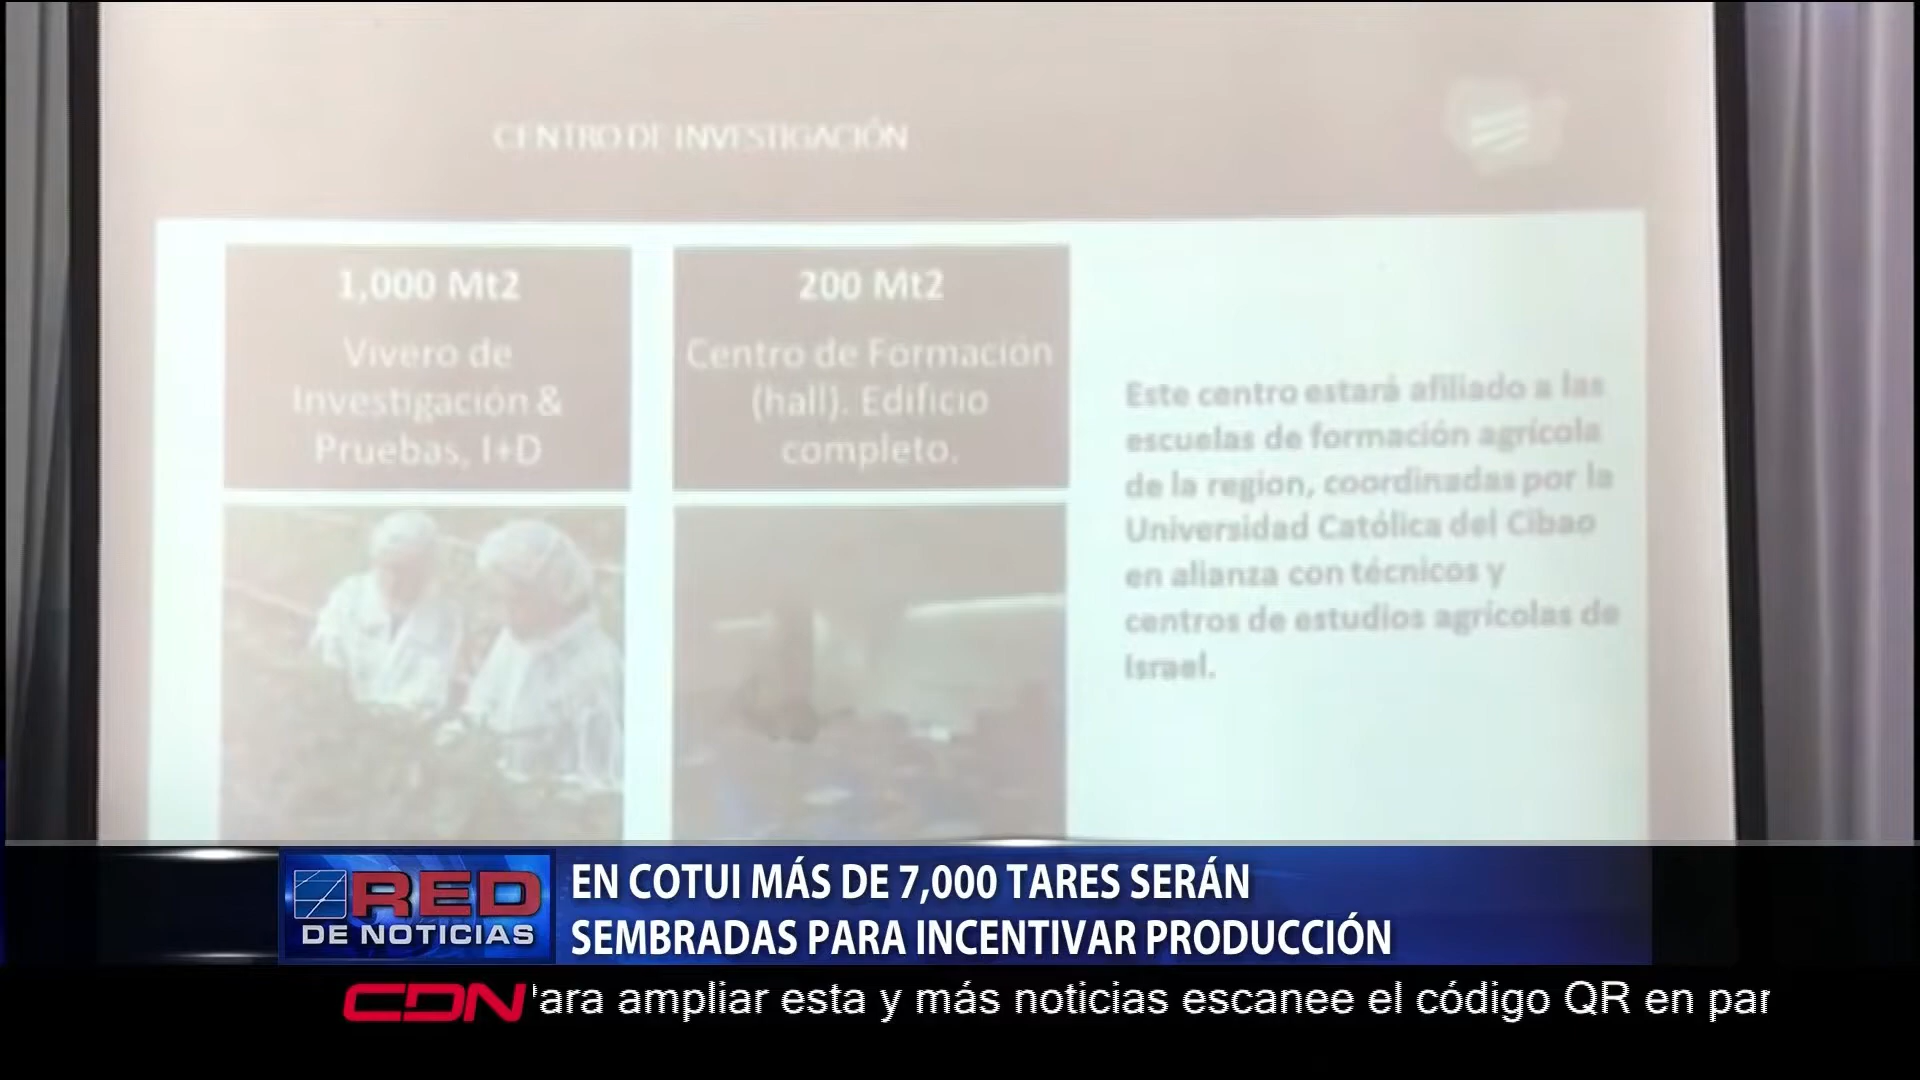 CENTRO DE INVESTIGACIÓN
1,000 Mt2
Vivero de
Investigación &
Pruebas, I+D
200 Mt2
Centro de Formación
(hall). Edificio
completo.
Este centro estará afiliado a las
escuelas de formación agrícola
de la region, coordinadas por la
Universidad Católica del Cibao
en alianza con técnicos y
centros de estudios agrícolas de
Israel.
RED
DE NOTICIAS
EN COTUI MÁS DE 7,000 TARES SERÁN
SEMBRADAS PARA INCENTIVAR PRODUCCIÓN
CDN
Para ampliar esta y más noticias escanee el código QR en par